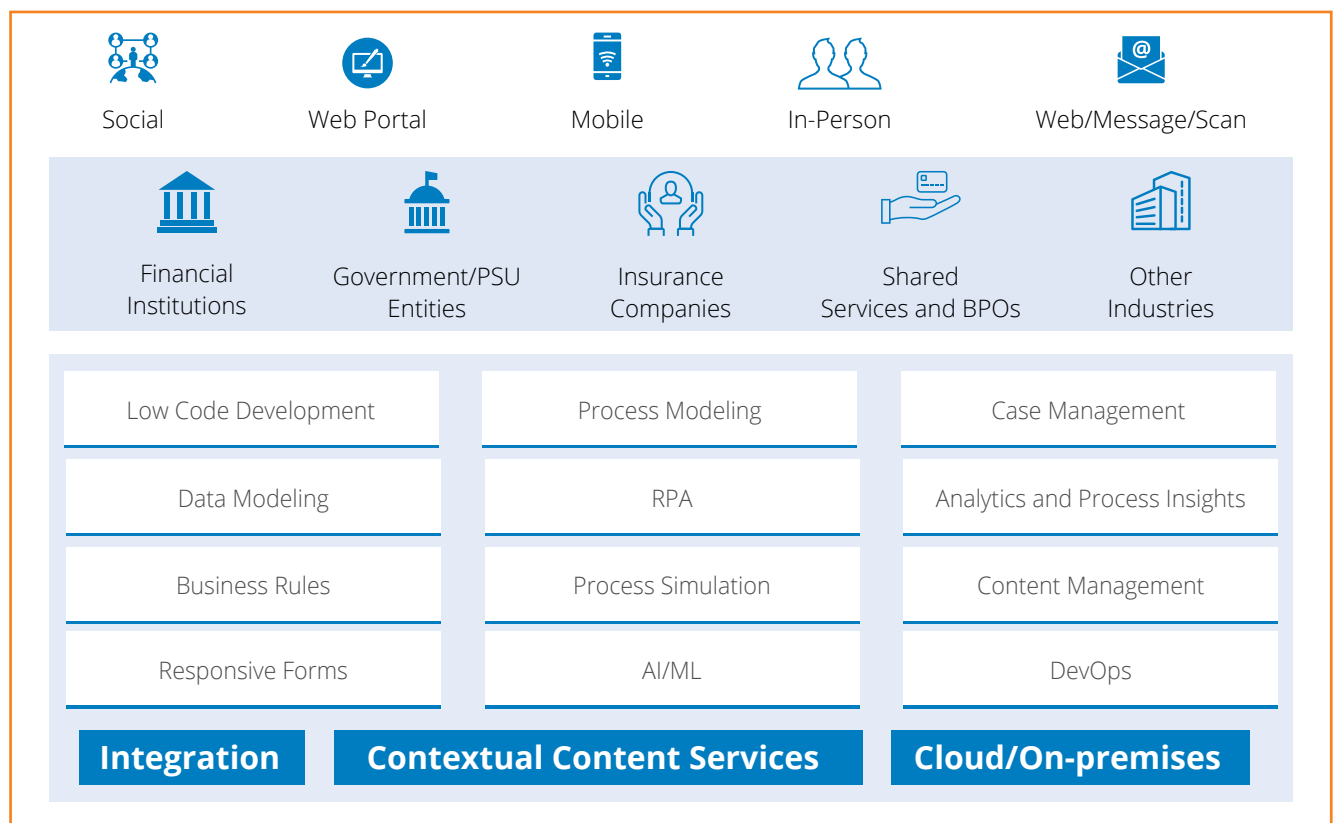 @
Social
Web Portal
Mobile
In-Person
Web/Message/Scan
Financial
Institutions
Government/PSU
Entities
Insurance
Companies
Shared
Services and BPOs
Other
Industries
Low Code Development
Process Modeling
Case Management
Data Modeling
RPA
Analytics and Process Insights
Business Rules
Process Simulation
Content Management
Responsive Forms
AI/ML
DevOps
Integration
Contextual Content Services
Cloud/On-premises